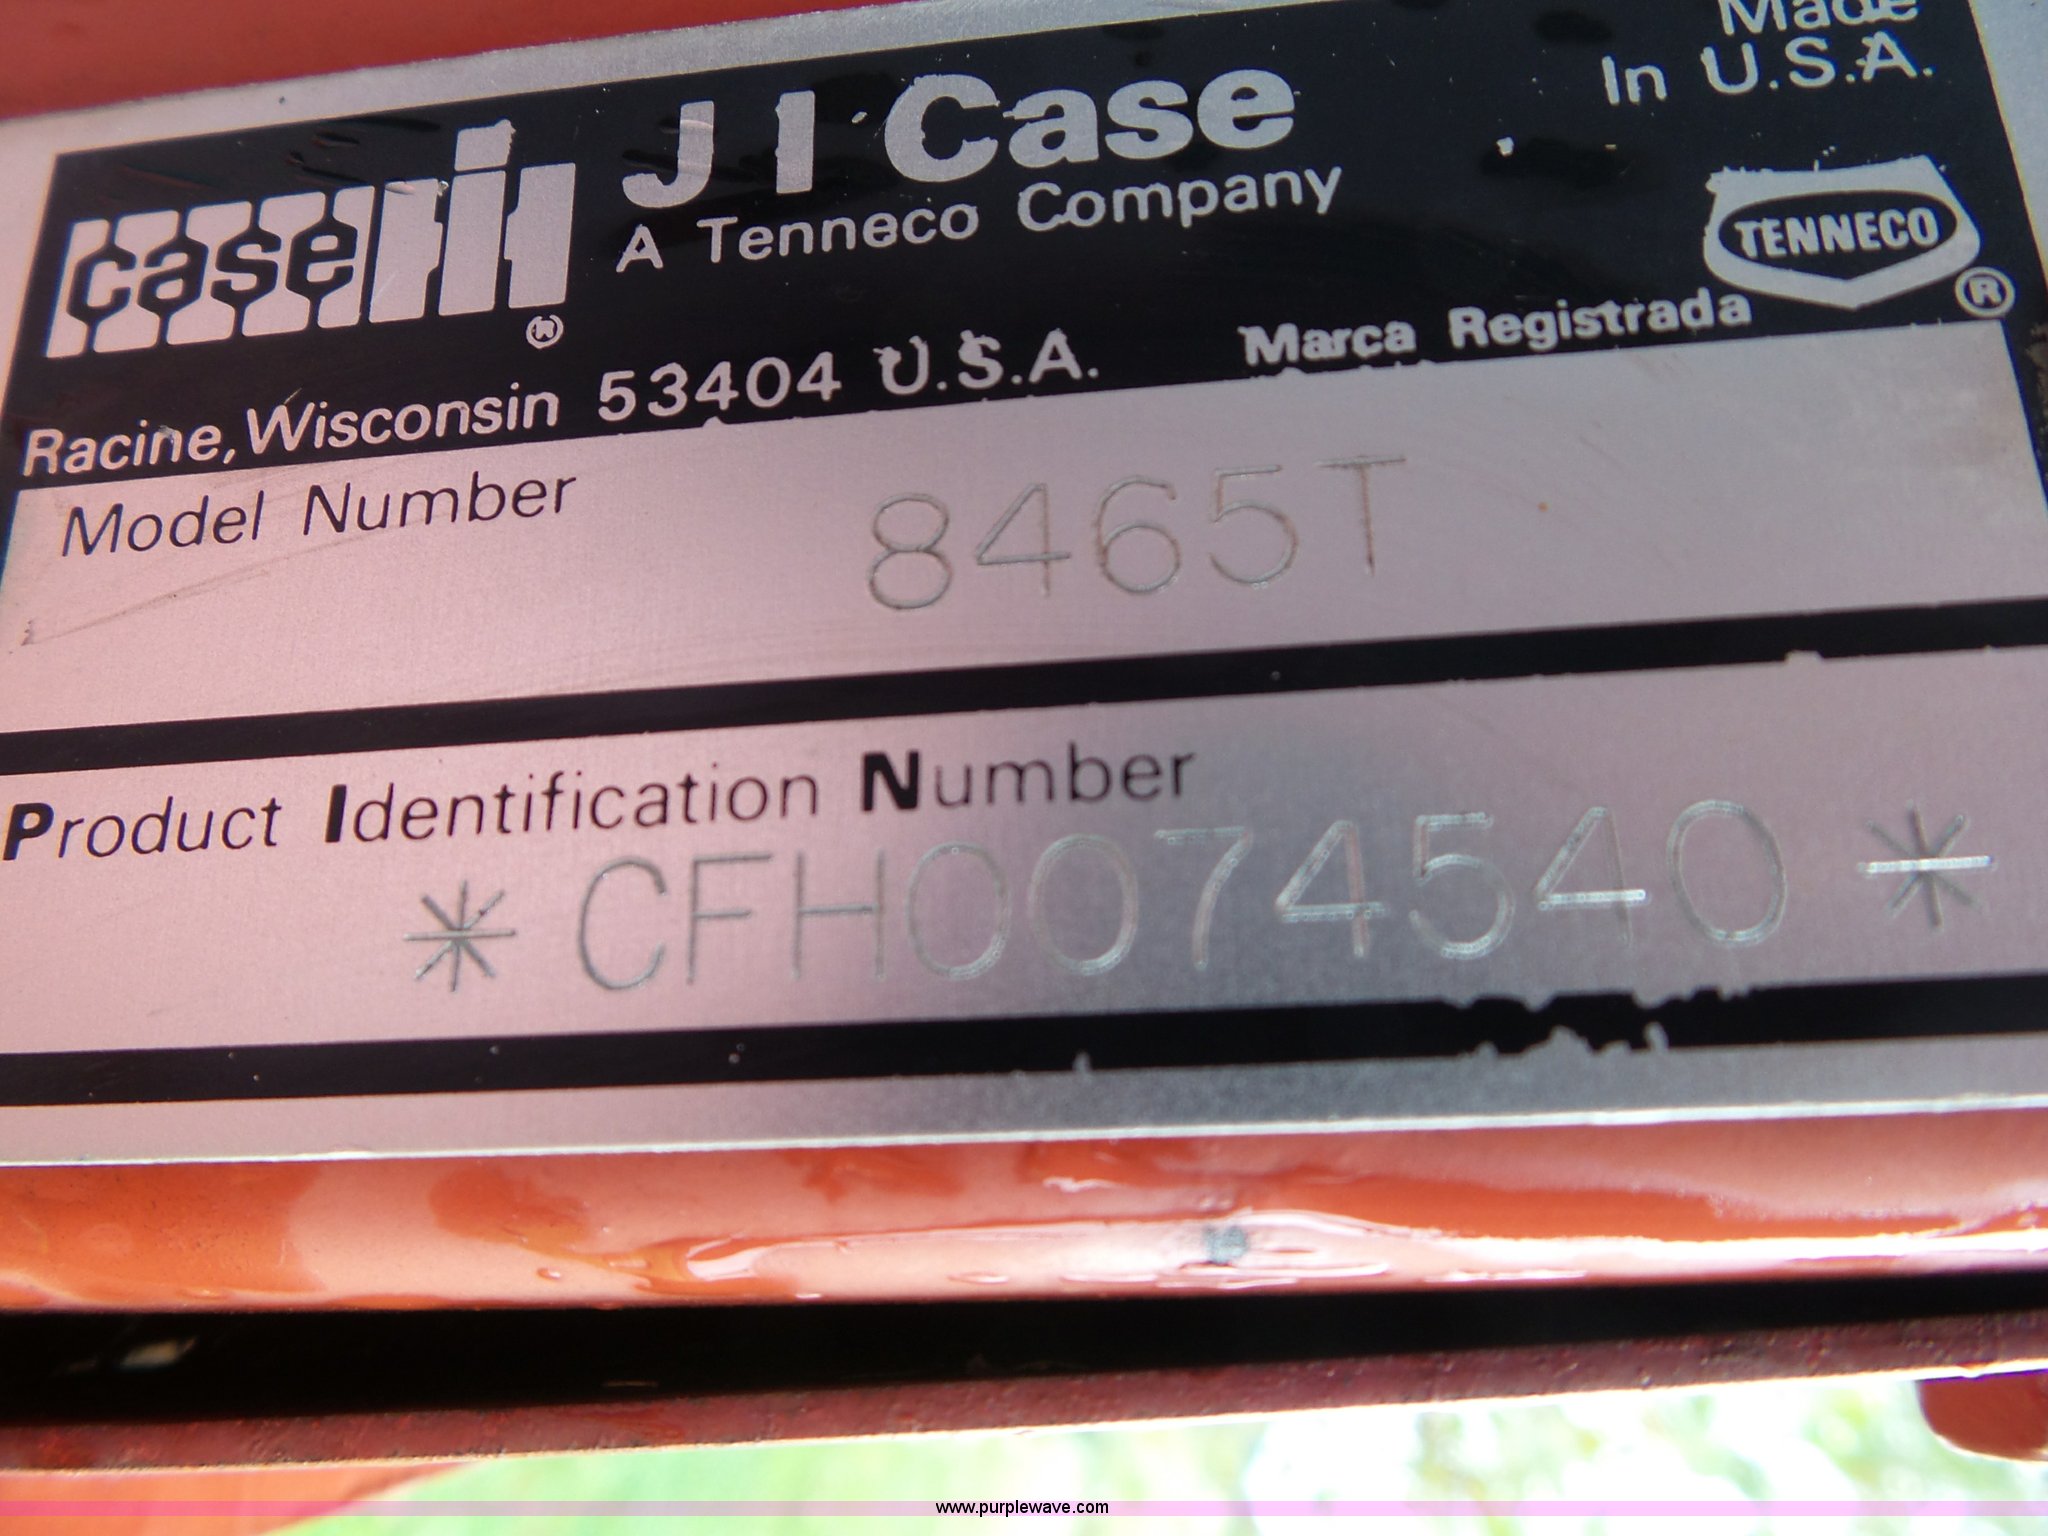 Made
In U.S.A.
case IH ® J I Case
A Tenneco Company
TENNECO ®
Racine, Wisconsin 53404 U.S.A. Marca Registrada
Model Number 8465T
Product Identification Number
*CFH0074540*
www.purplewave.com